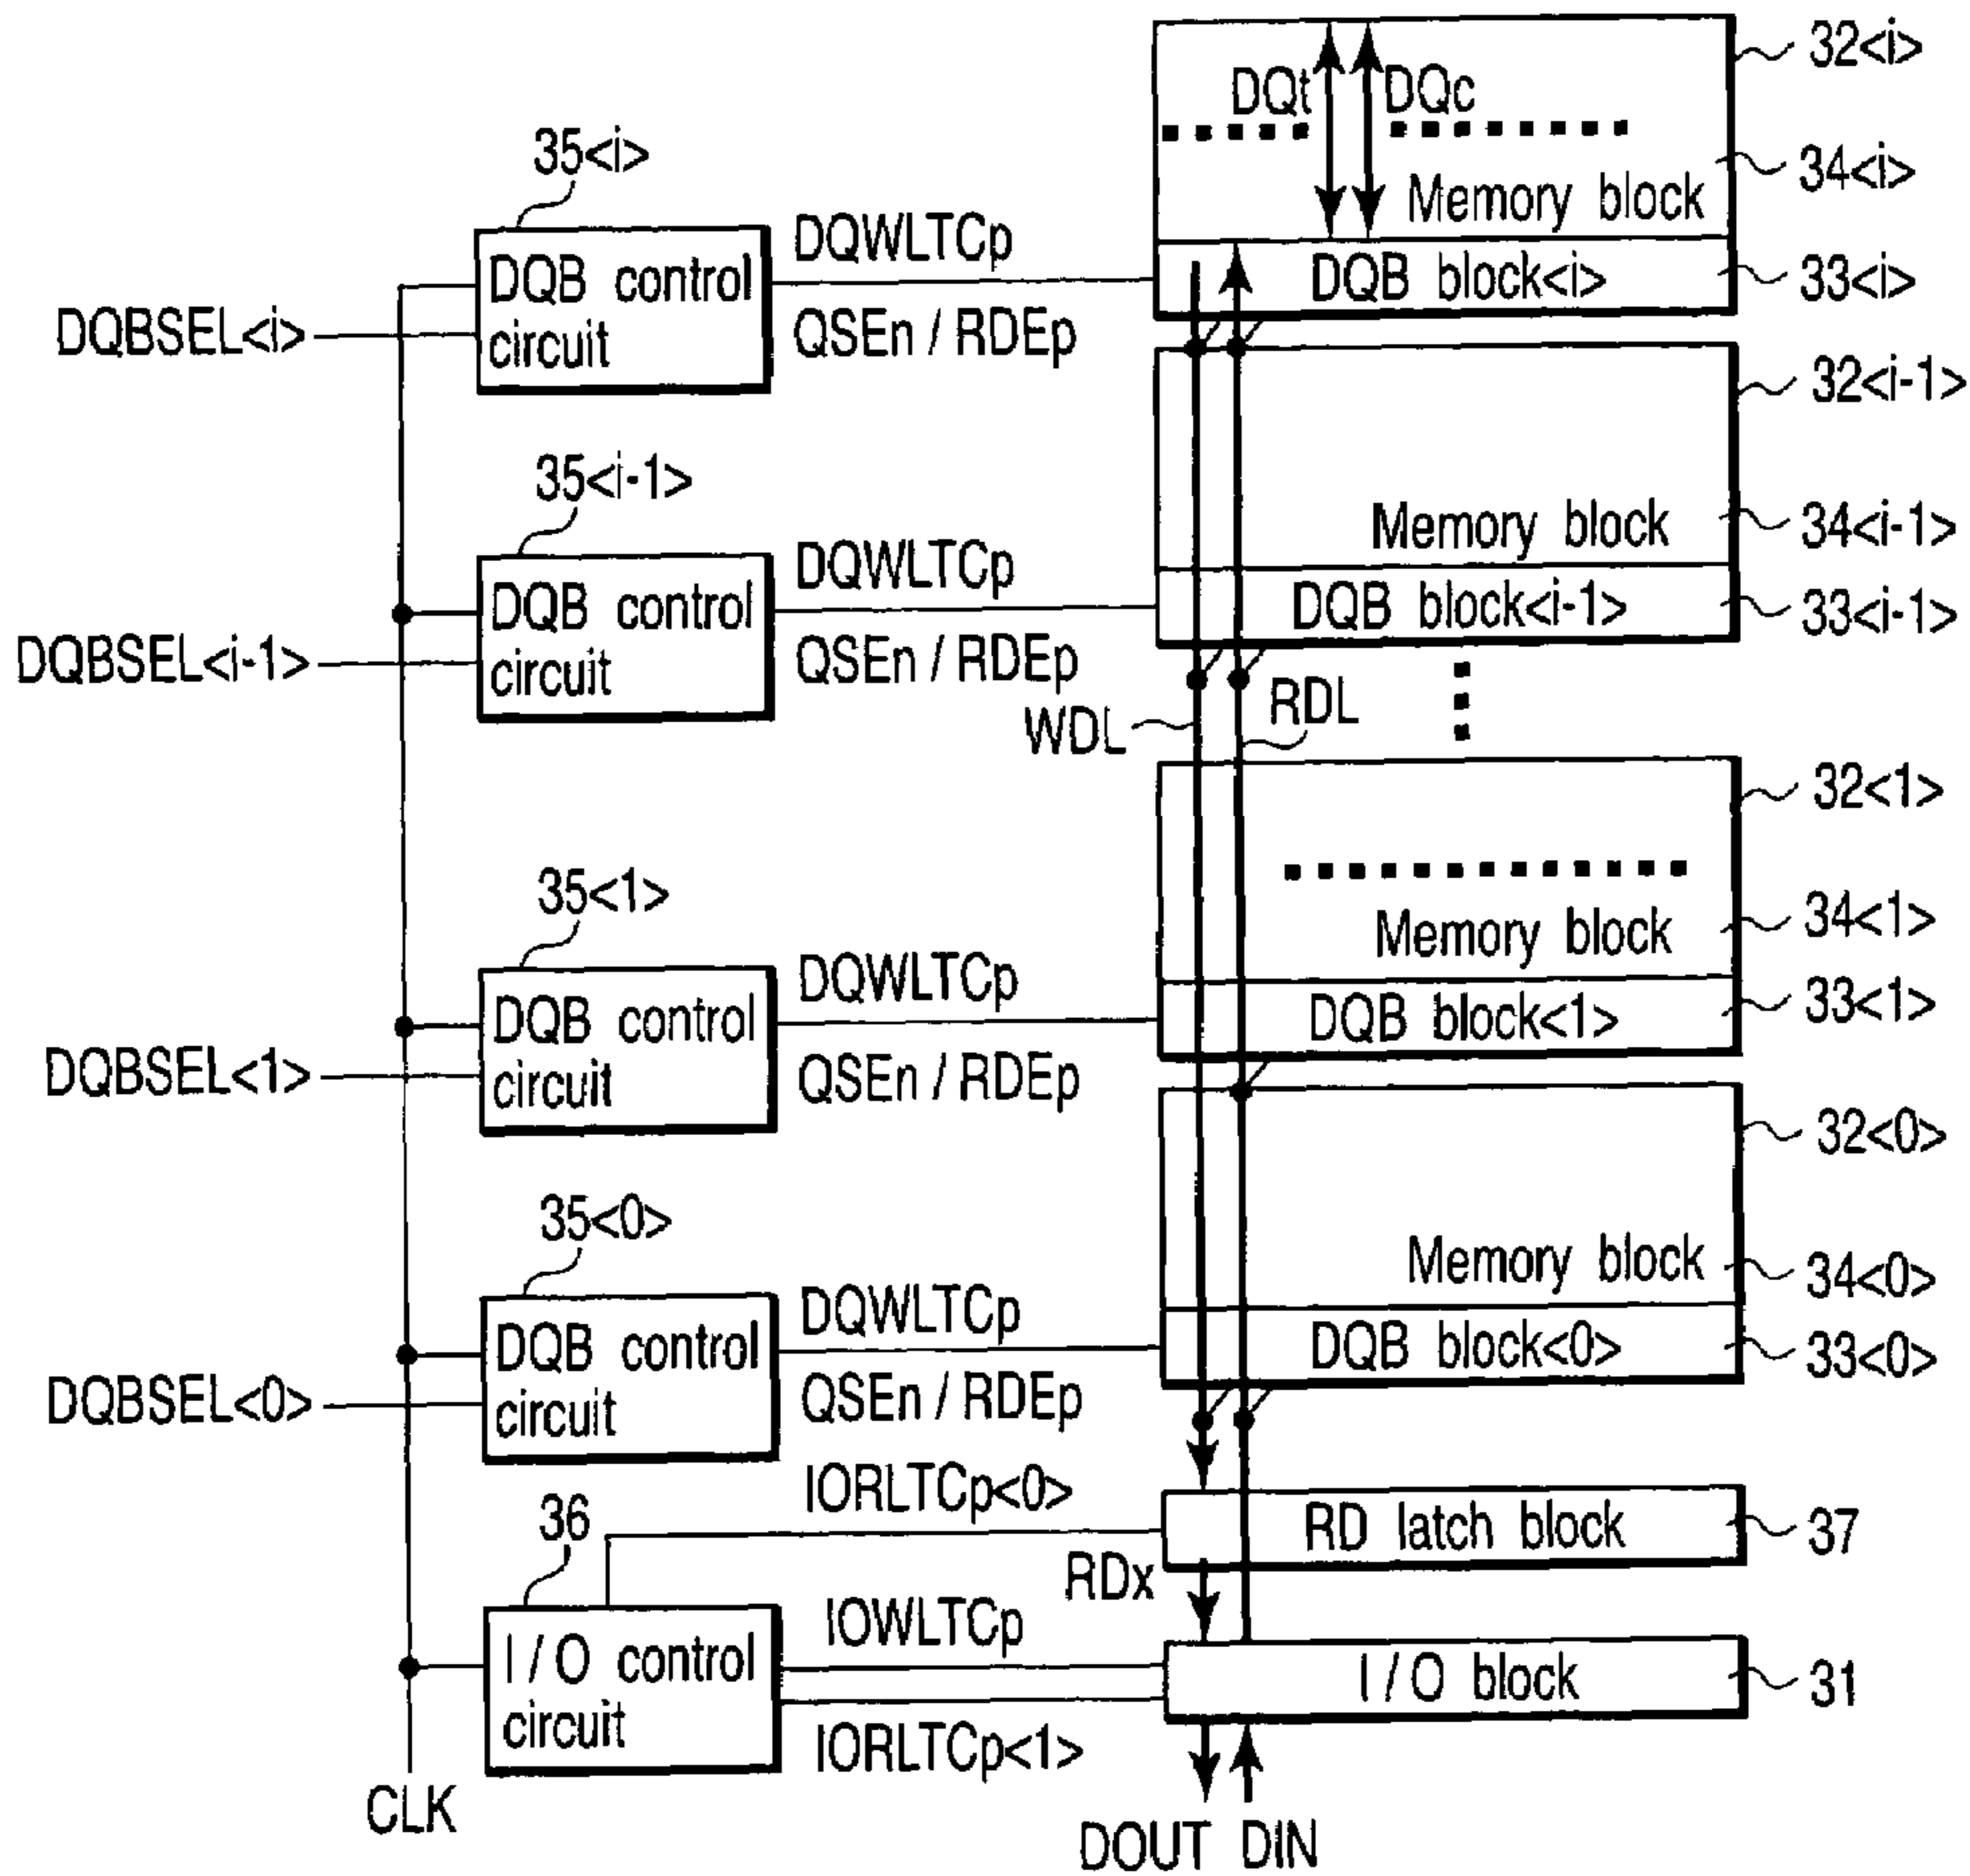 32<i>
DQt
DQc
35<i>
34<i>
Memory block
DQWLTCp
DQB control
circuit
DQB block<i>
33<i>
DQBSEL<i>
QSEn / RDEp
32<i-1>
35<i-1>
Memory block
34<i-1>
DQWLTCp
DQB control
circuit
DQB block<i-1>
33<i-1>
DQBSEL<i-1>
QSEn / RDEp
WDL
RDL
32<1>
35<1>
Memory block
34<1>
DQWLTCp
DQB control
circuit
DQB block<1>
33<1>
DQBSEL<1>
QSEn / RDEp
32<0>
35<0>
Memory block
34<0>
DQWLTCp
DQB control
circuit
DQB block<0>
33<0>
DQBSEL<0>
QSEn / RDEp
IORLTCp<0>
36
RD latch block
37
RDx
IOWLTCp
I / O control
circuit
I / O block
31
IORLTCp<1>
CLK
DOUT DIN